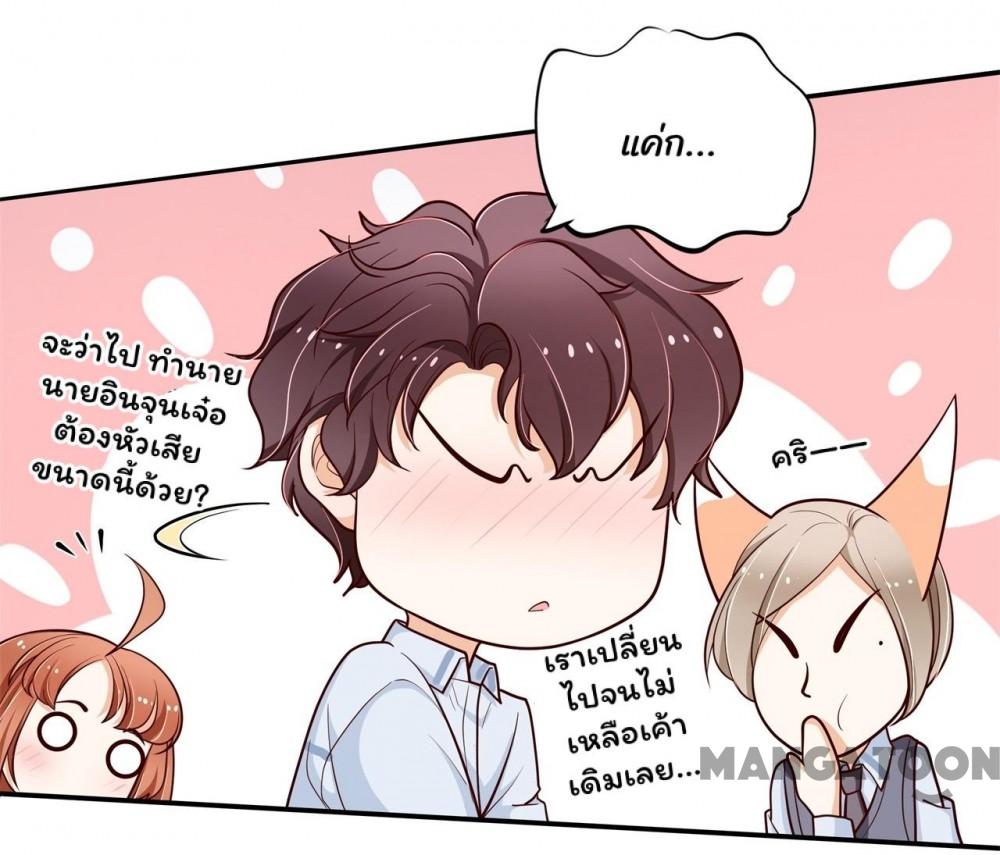 แค่ก...
จะว่าไป ทำนาย
นายอินจุนเจ๋อ
ต้องหัวเสีย
ขนาดนี้ด้วย?
คริ——
เราเปลี่ยน
ไปจนไม่
เหลือเค้า
เดิมเลย...
MANGATOON